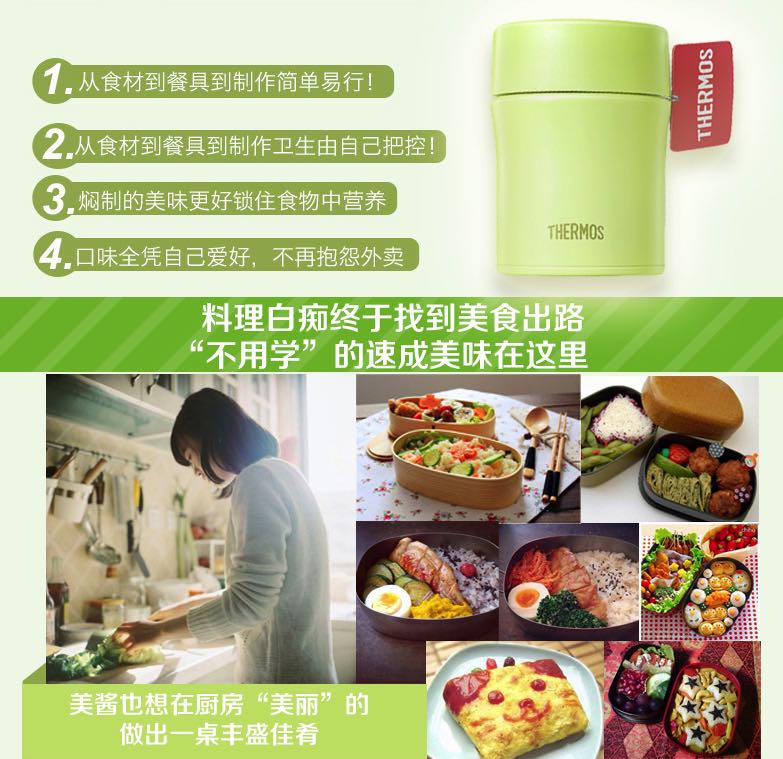 1.从食材到餐具到制作简单易行！
THERMOS
2.从食材到餐具到制作卫生由自己把控！
3.焖制的美味更好锁住食物中营养
THERMOS
4.口味全凭自己爱好，不再抱怨外卖
料理白痴终于找到美食出路
“不用学”的速成美味在这里
美酱也想在厨房“美丽”的
做出一桌丰盛佳肴